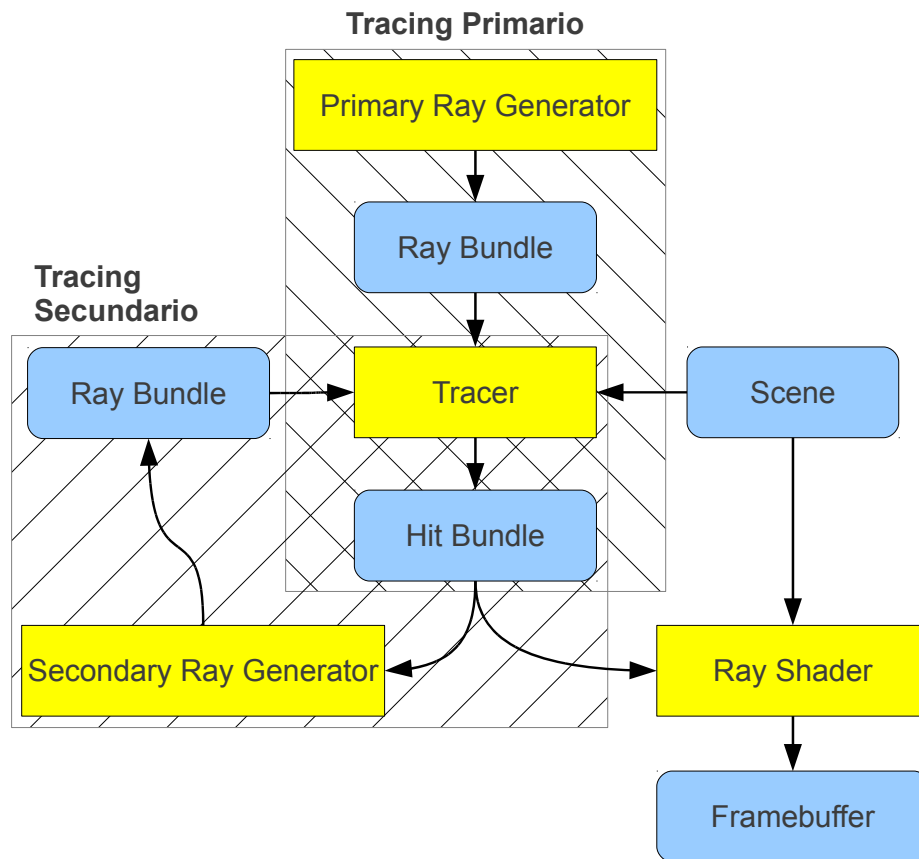 Tracing Primario
Primary Ray Generator
Ray Bundle
Tracing
Secundario
Ray Bundle
Tracer
Scene
Hit Bundle
Secondary Ray Generator
Ray Shader
Framebuffer